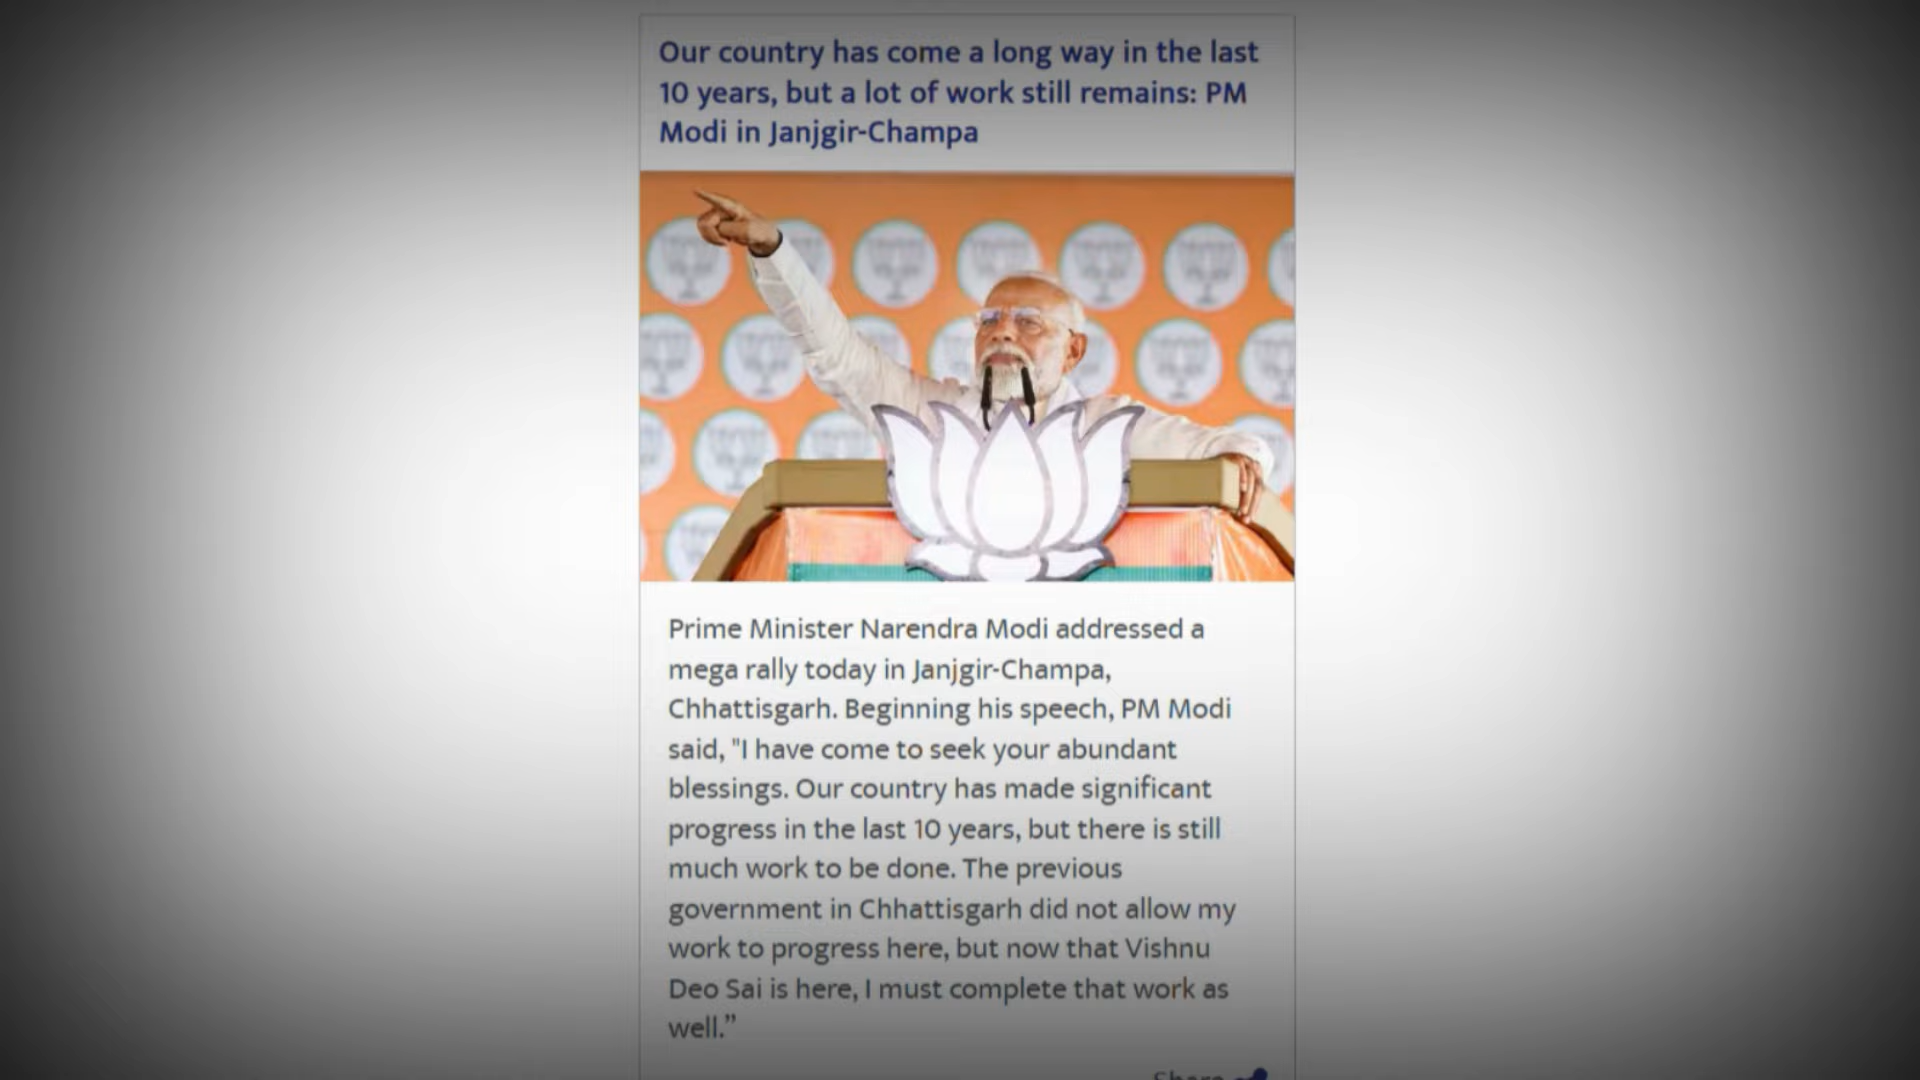 Our country has come a long way in the last
10 years, but a lot of work still remains: PM
Modi in Janjgir-Champa
Prime Minister Narendra Modi addressed a
mega rally today in Janjgir-Champa,
Chhattisgarh. Beginning his speech, PM Modi
said, "I have come to seek your abundant
blessings. Our country has made significant
progress in the last 10 years, but there is still
much work to be done. The previous
government in Chhattisgarh did not allow my
work to progress here, but now that Vishnu
Deo Sai is here, I must complete that work as
well.”
Share